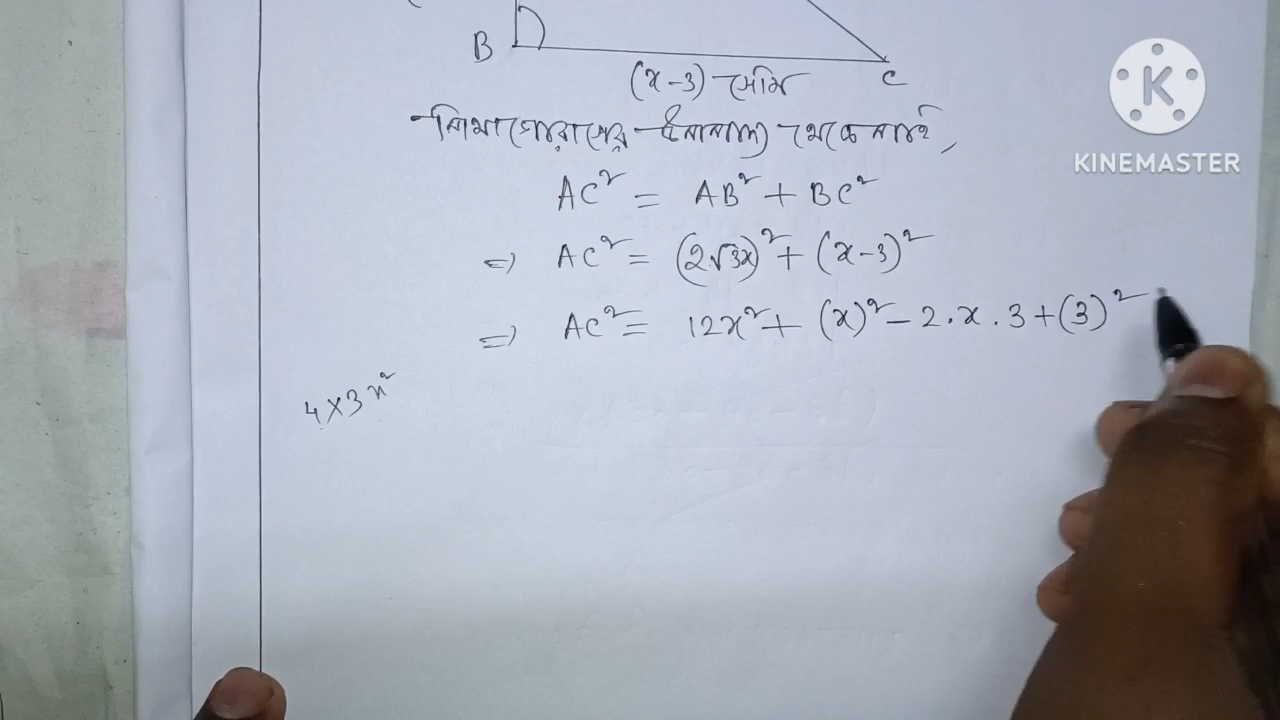 B
C
(x-3) সেমি
পিথাগোরাসের উপপাদ্য থেকে পাই,
AC² = AB² + BC²
⇒ AC² = (2√3x)² + (x-3)²
⇒ AC² = 12x² + (x)² - 2.x.3 + (3)²
4×3x²
K
KINEMASTER